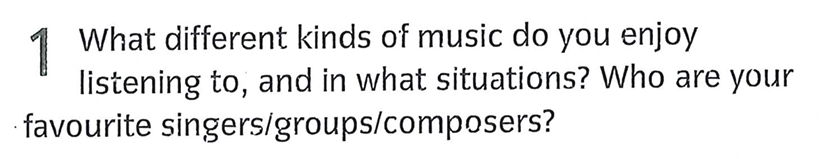 1 What different kinds of music do you enjoy
listening to, and in what situations? Who are your
favourite singers/groups/composers?